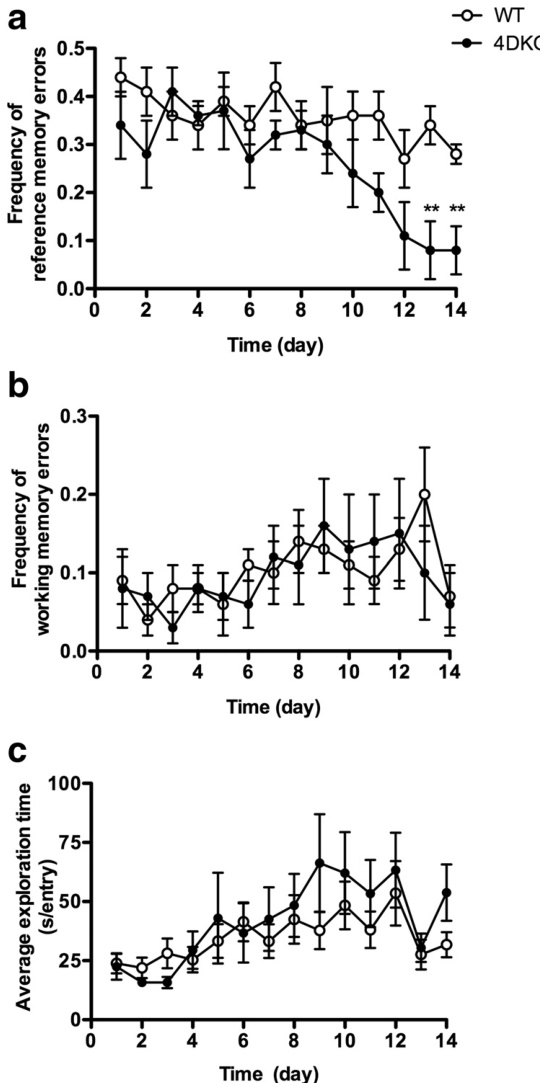 a
WT
4DKO
Frequency of
reference memory errors
0.5
0.4
0.3
0.2
0.1
0.0
** **
0 2 4 6 8 10 12 14
Time (day)
b
Frequency of
working memory errors
0.3
0.2
0.1
0.0
0 2 4 6 8 10 12 14
Time (day)
c
Average exploration time
(s/entry)
100
75
50
25
0
0 2 4 6 8 10 12 14
Time (day)